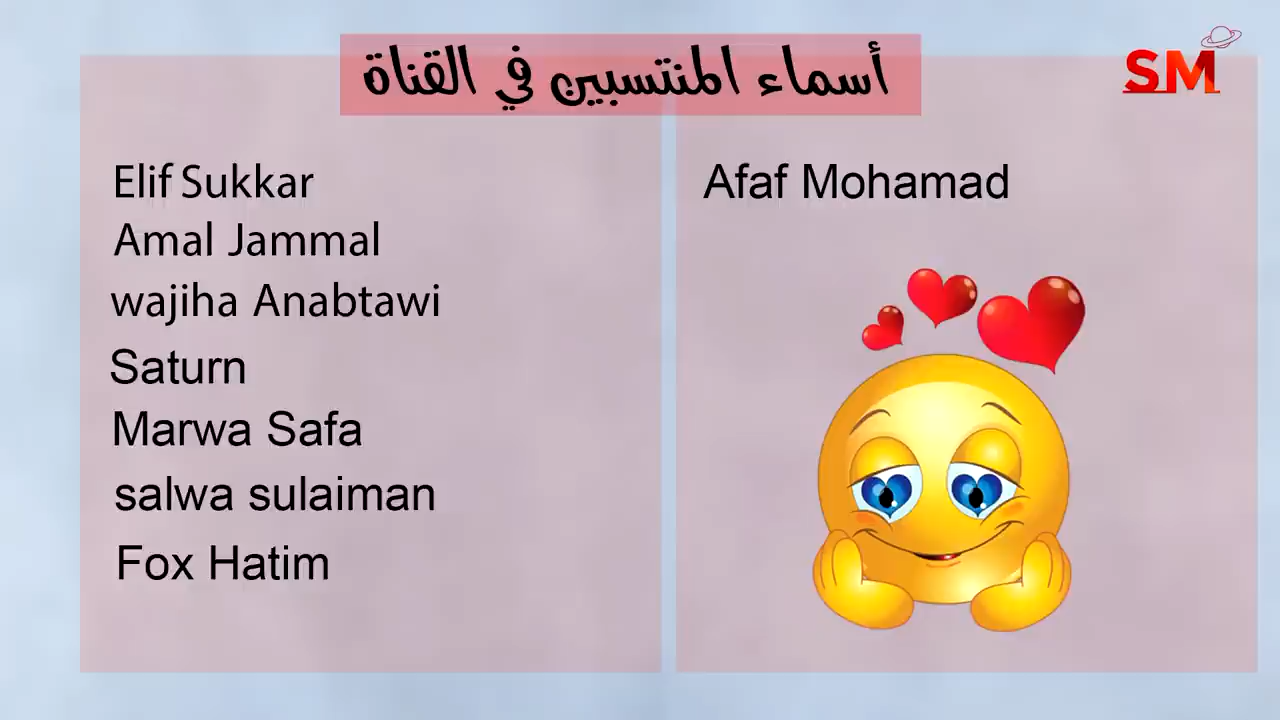 أسماء المنتسبين في القناة
SM
Elif Sukkar
Amal Jammal
wajiha Anabtawi
Saturn
Marwa Safa
salwa sulaiman
Fox Hatim
Afaf Mohamad